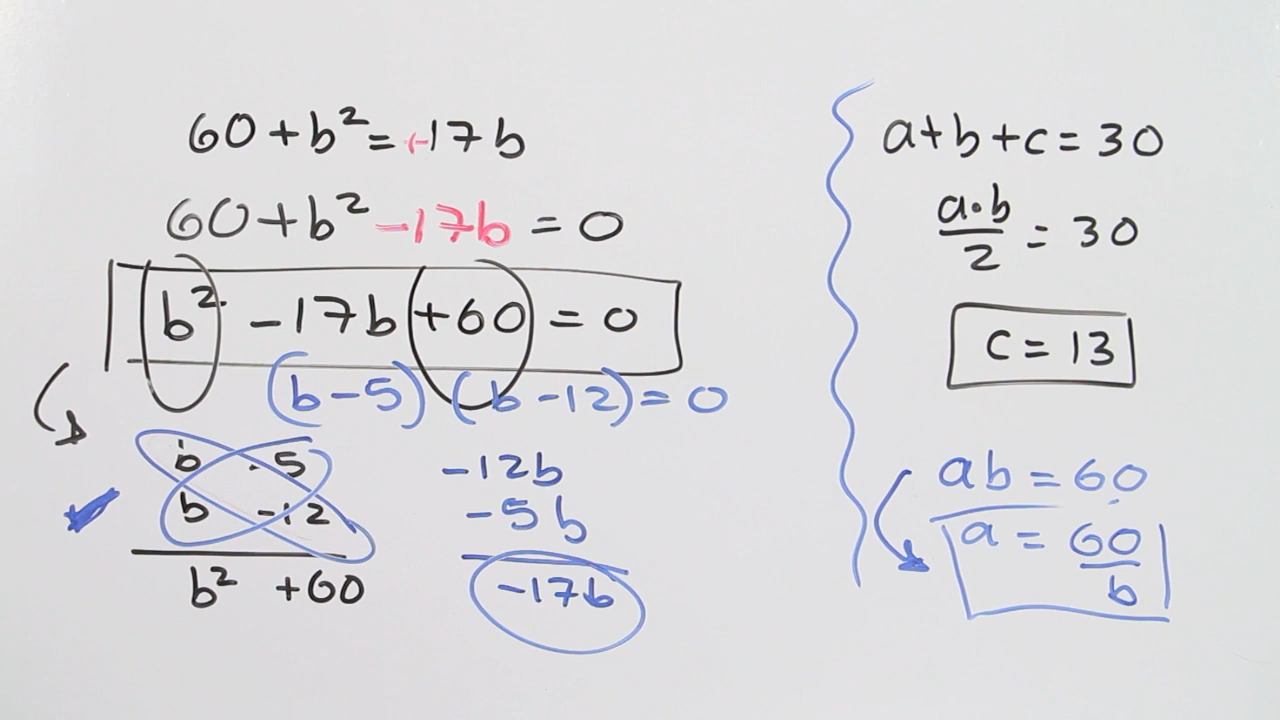 60+b²=-17b
60+b²-17b=0
b²-17b+60=0
(b-5)(b-12)=0
b -5
b -12
b² +60
-12b
-5b
-17b
a+b+c=30
a·b/2=30
c=13
ab=60
a=60/b